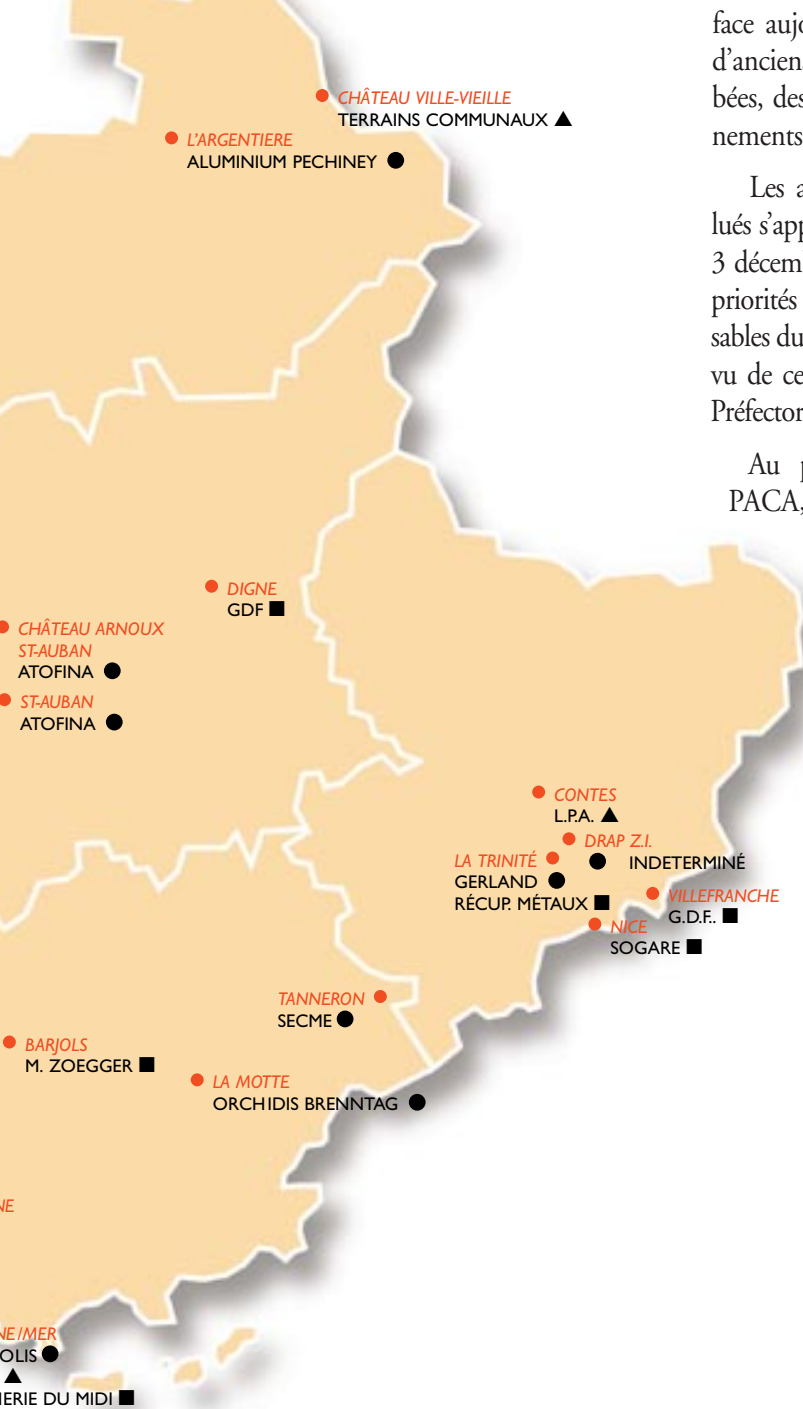 face aujo
d'ancien
bées, des
nements
Les a
lués s'app
3 décem
priorités
sables du
vu de ce
Préfector
Au p
PACA,
CHÂTEAU VILLE-VIEILLE
TERRAINS COMMUNAUX ▲
L'ARGENTIERE
ALUMINIUM PECHINEY ●
DIGNE
GDF ■
CHÂTEAU ARNOUX
ST-AUBAN
ATOFINA ●
ST-AUBAN
ATOFINA ●
CONTES
L.P.A. ▲
DRAP Z.I.
● INDETERMINÉ
LA TRINITÉ
GERLAND ●
RÉCUP. MÉTAUX ■
VILLEFRANCHE
G.D.F.. ■
NICE
SOGARE ■
TANNERON
SECME ●
BARJOLS
M. ZOEGGER ■
LA MOTTE
ORCHIDIS BRENNTAG ●
NE
NE/MER
OLIS ●
▲
IERIE DU MIDI ■